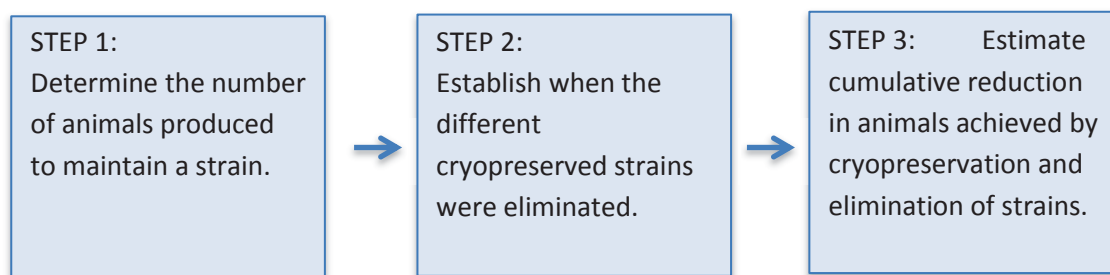 STEP 1:
Determine the number
of animals produced
to maintain a strain.
STEP 2:
Establish when the
different
cryopreserved strains
were eliminated.
STEP 3: Estimate
cumulative reduction
in animals achieved by
cryopreservation and
elimination of strains.